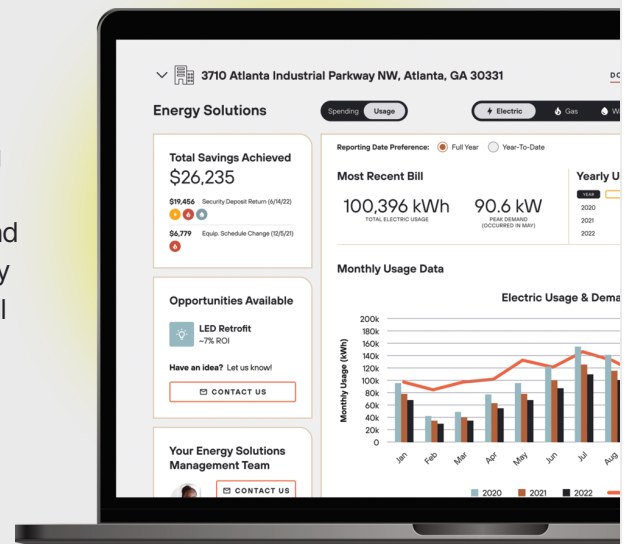 3710 Atlanta Industrial Parkway NW, Atlanta, GA 30331
Energy Solutions
Spending Usage
Electric Gas
Total Savings Achieved
$26,235
$19,456 Security Deposit Return (6/14/22)
$6,779 Equip. Schedule Change (12/5/21)
Opportunities Available
LED Retrofit
~7% ROI
Have an idea? Let us know!
CONTACT US
Your Energy Solutions
Management Team
CONTACT US
Reporting Date Preference: Full Year Year-To-Date
Most Recent Bill
100,396 kWh
TOTAL ELECTRIC USAGE
90.6 kW
PEAK DEMAND
(OCCURRED IN MAY)
Yearly U
YEAR
2020
2021
2022
Monthly Usage Data
Electric Usage & Dema
Monthly Usage (kWh)
200k
180k
160k
140k
120k
100k
80k
60k
40k
20k
0
Jan Feb Mar Apr May Jun Jul Aug
2020 2021 2022